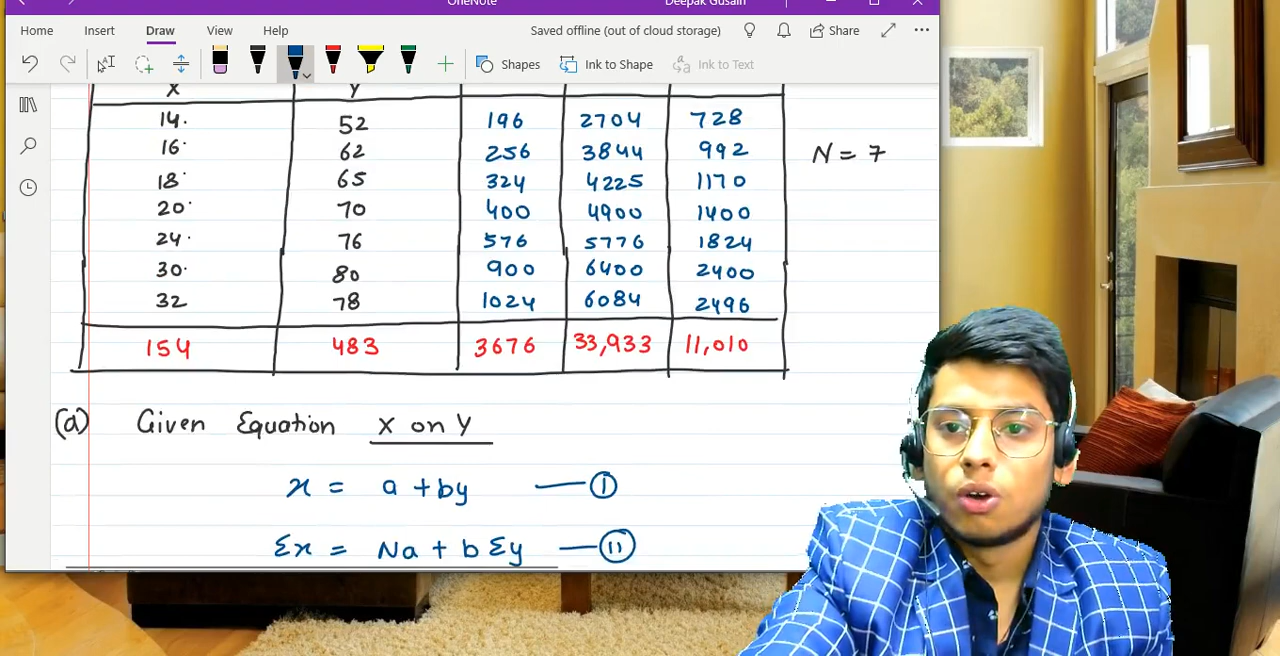 OneNote
Deepak Gusain
Home Insert Draw View Help Saved offline (out of cloud storage) Share
Shapes Ink to Shape Ink to Text
X Y
14 52 196 2704 728
16 62 256 3844 992 N = 7
18 65 324 4225 1170
20 70 400 4900 1400
24 76 576 5776 1824
30 80 900 6400 2400
32 78 1024 6084 2496
154 483 3676 33,933 11,010
(a) Given Equation X on Y
x = a + by — I
Σx = Na + b Σy — II